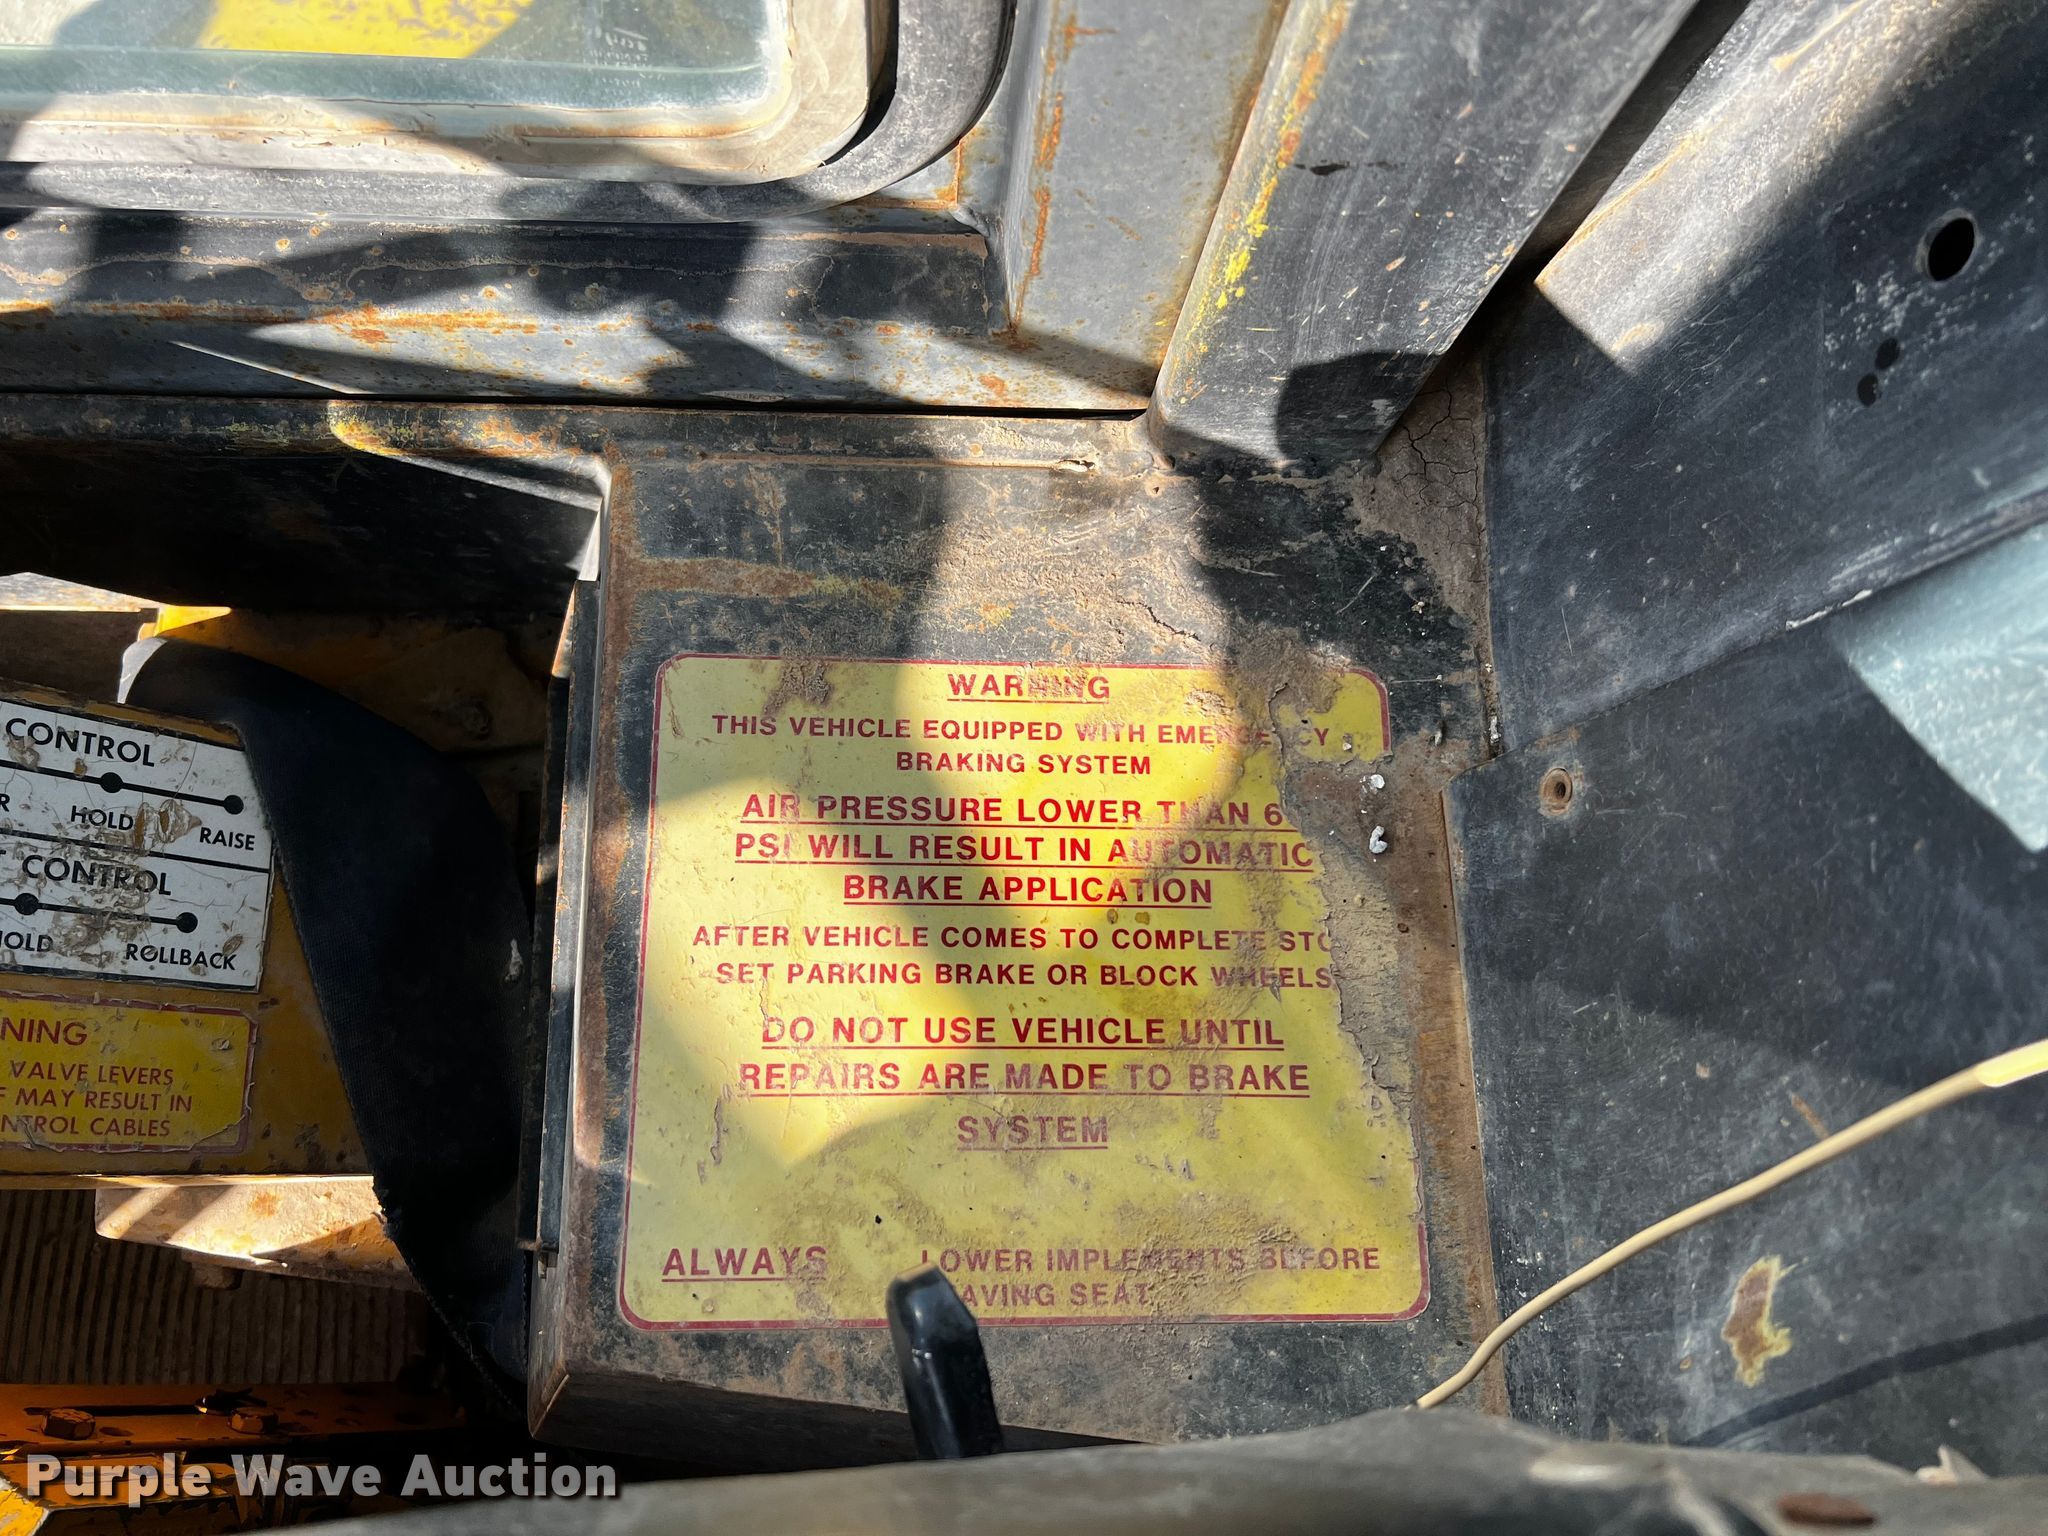 CONTROL
HOLD
RAISE
CONTROL
HOLD
ROLLBACK
NING
VALVE LEVERS
MAY RESULT IN
NTROL CABLES
WARNING
THIS VEHICLE EQUIPPED WITH EMERGENCY
BRAKING SYSTEM
AIR PRESSURE LOWER THAN 6
PSI WILL RESULT IN AUTOMATIC
BRAKE APPLICATION
AFTER VEHICLE COMES TO COMPLETE STO
SET PARKING BRAKE OR BLOCK WHEELS
DO NOT USE VEHICLE UNTIL
REPAIRS ARE MADE TO BRAKE
SYSTEM
ALWAYS LOWER IMPLEMENTS BEFORE
AVING SEAT
Purple Wave Auction